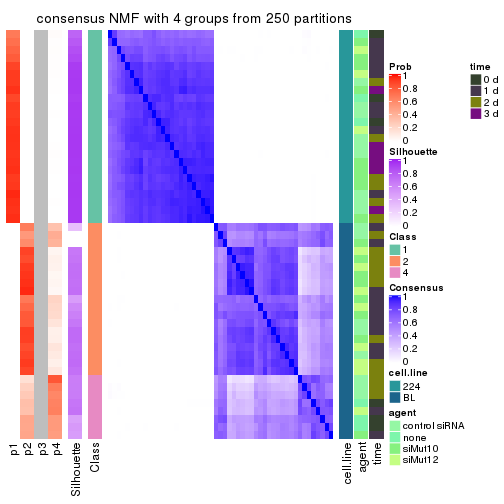 consensus NMF with 4 groups from 250 partitions
Prob
1
0.8
0.6
0.4
0.2
0
Silhouette
1
0.8
0.6
0.4
0.2
0
Class
1
2
4
Consensus
1
0.8
0.6
0.4
0.2
0
cell.line
224
BL
agent
control siRNA
none
siMut10
siMut12
time
0 d
1 d
2 d
3 d
p1
p2
p3
p4
Silhouette
Class
cell.line
agent
time